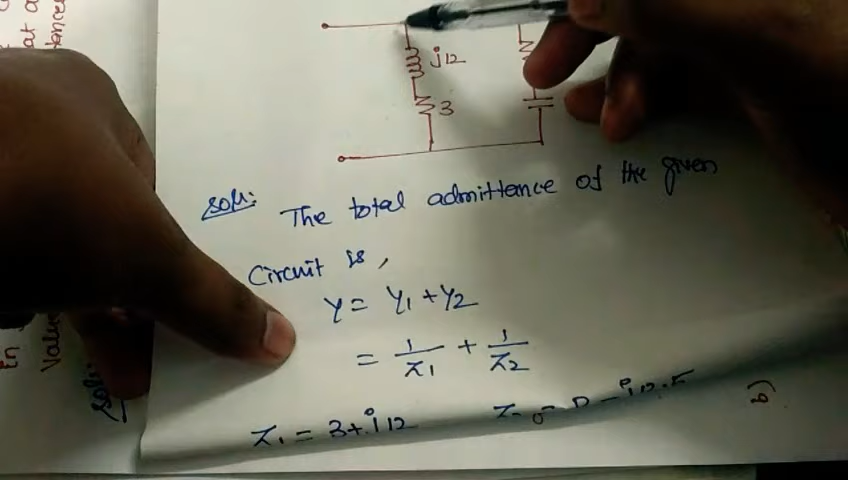 j12
3
Soln: The total admittance of the given
Circuit is,
Y = Y1 + Y2
= 1/Z1 + 1/Z2
Z1 = 3 + j12
b)